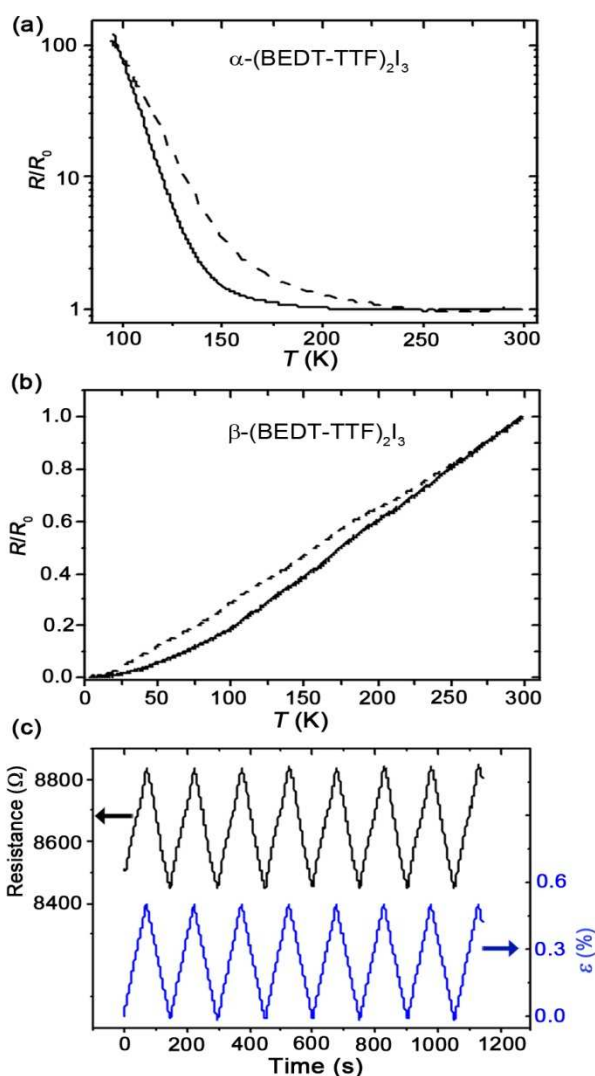 (a)
α-(BEDT-TTF)₂I₃
100
10
1
R/R₀
100 150 200 250 300
T (K)
(b)
β-(BEDT-TTF)₂I₃
1.0
0.8
0.6
0.4
0.2
0.0
R/R₀
0 25 50 100 150 200 250 300
T (K)
(c)
8800
8600
8400
Resistance (Ω)
0.6
0.3
0.0
ε (%)
0 200 400 600 800 1000 1200
Time (s)